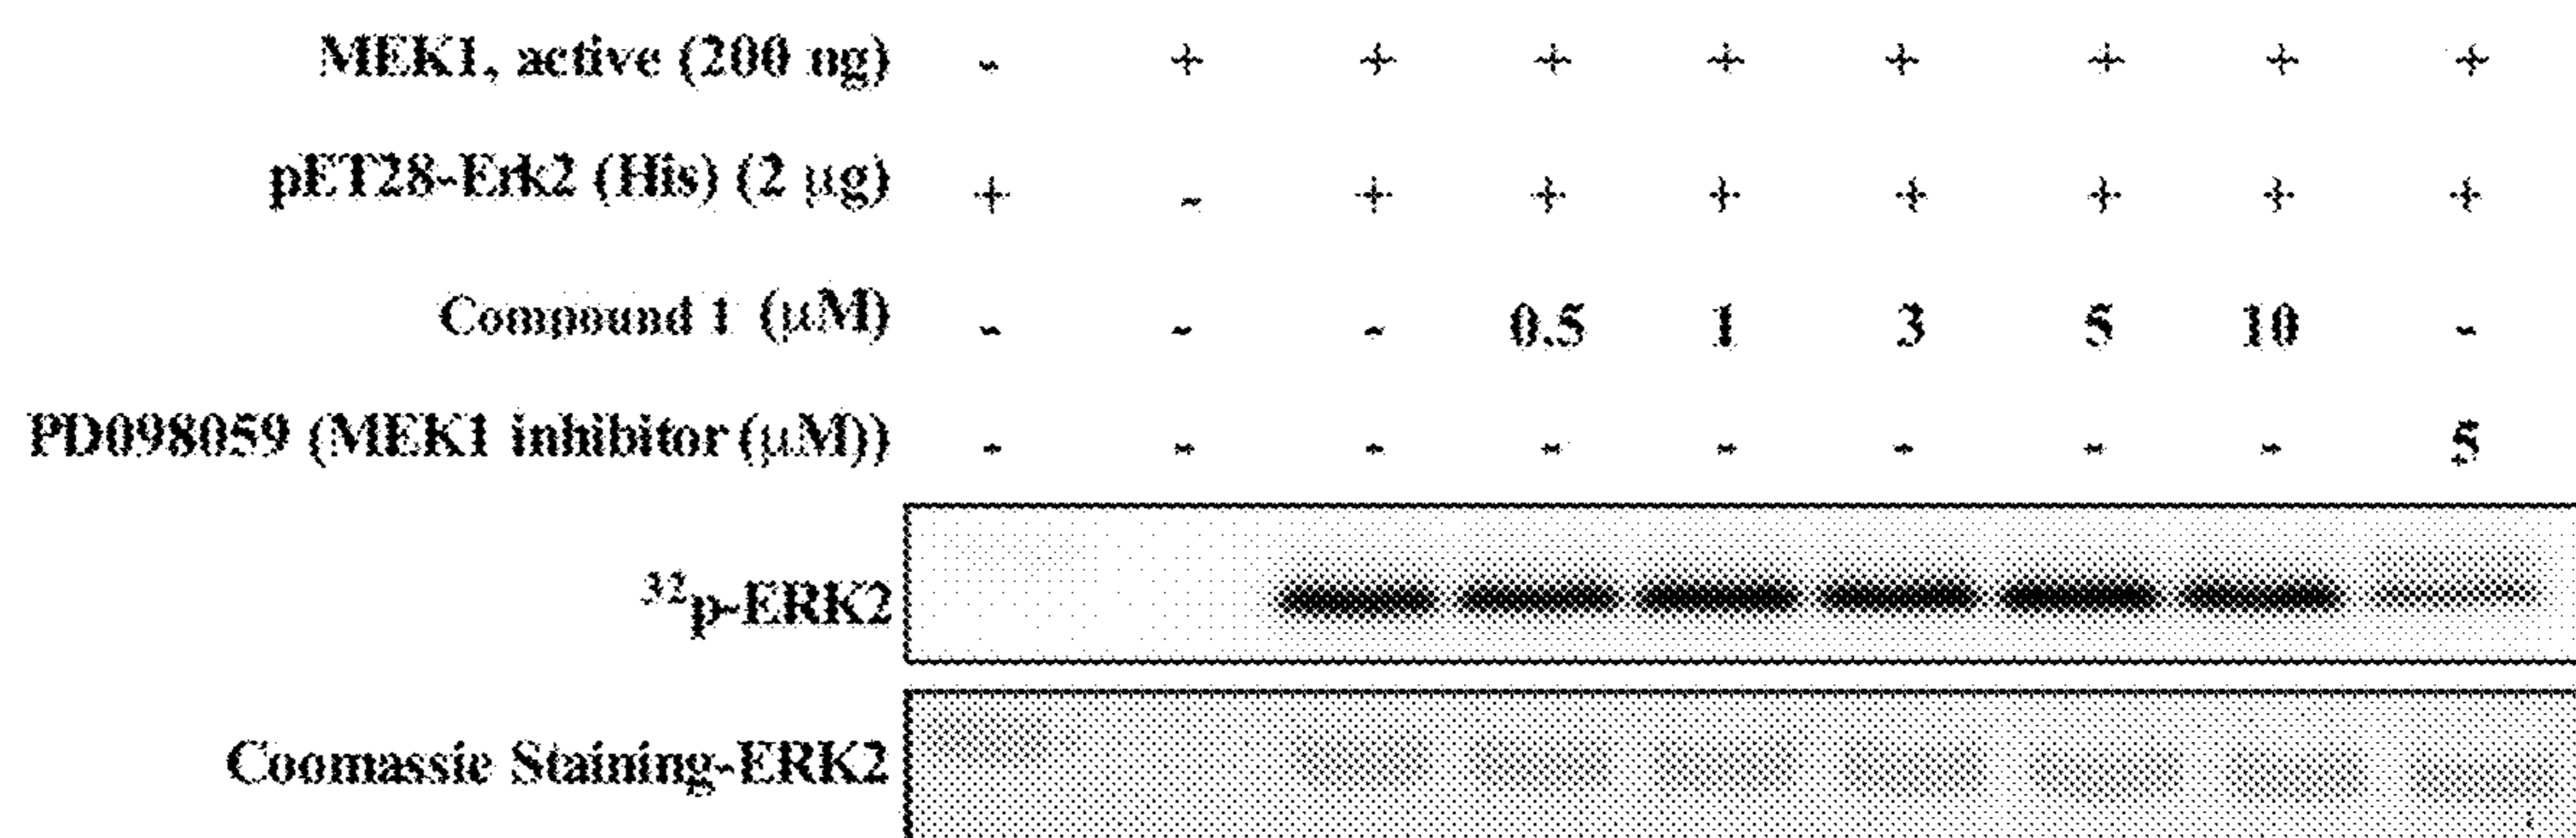 MEK1, active (200 ng) - + + + + + + + +
pET28-Erk2 (His) (2 μg) + - + + + + + + +
Compound 1 (μM) - - - 0.5 1 3 5 10 -
PD098059 (MEK1 inhibitor (μM)) - - - - - - - - 5
³²p-ERK2
Coomassie Staining-ERK2